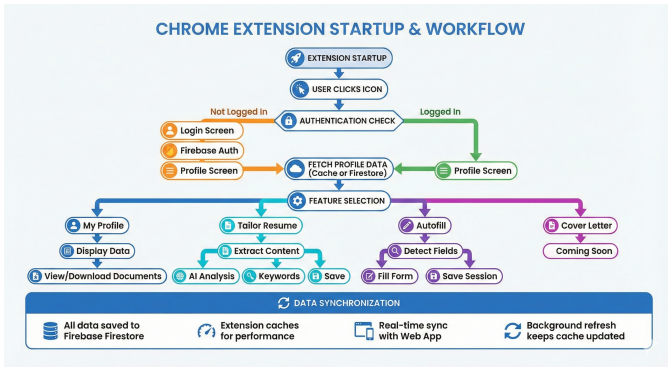 CHROME EXTENSION STARTUP & WORKFLOW
EXTENSION STARTUP
USER CLICKS ICON
Not Logged In
Logged In
AUTHENTICATION CHECK
Login Screen
Firebase Auth
Profile Screen
FETCH PROFILE DATA
(Cache or Firestore)
Profile Screen
FEATURE SELECTION
My Profile
Tailor Resume
Autofill
Cover Letter
Display Data
Extract Content
Detect Fields
Coming Soon
View/Download Documents
AI Analysis
Keywords
Save
Fill Form
Save Session
DATA SYNCHRONIZATION
All data saved to
Firebase Firestore
Extension caches
for performance
Real-time sync
with Web App
Background refresh
keeps cache updated